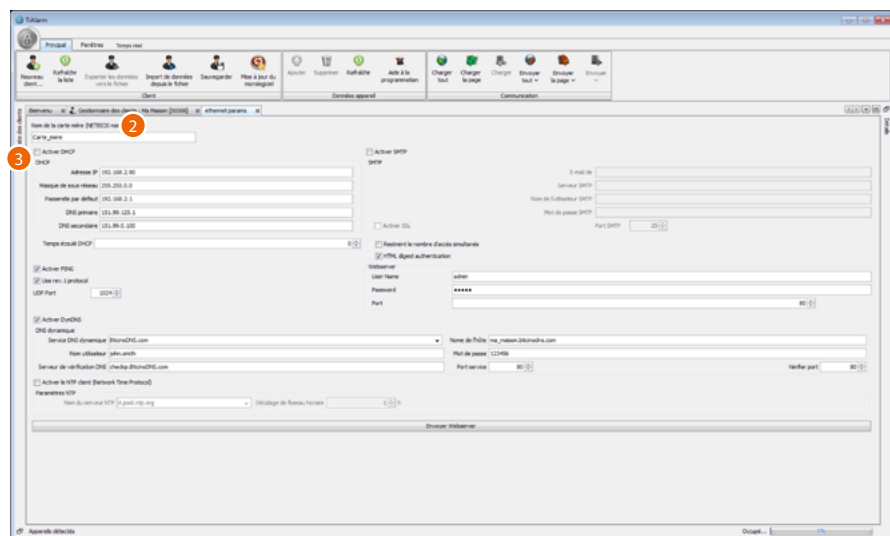 TiAlarm
Principal Fenêtres Temps réel
Nouveau client... Rafraîchir la liste Exporter les données vers le fichier Import de données depuis le fichier Sauvegarder Mise à jour du micrologiciel Ajouter Supprimer Rafraîchir Aide à la programmation Charger tout Charger la page Charger Envoyer tout Envoyer la page Envoyer
Client Données appareil Communication
Bienvenu Gestionnaire des clients : Ma Maison [30000] ethernet params
2
Nom de la carte mère (NETBIOS
Carte_mere
3
Activer DHCP Activer SMTP
DHCP SMTP
Adresse IP 192.168.2.90 E-mail de
Masque de sous réseau 255.255.0.0 Serveur SMTP
Passerelle par défaut 192.168.2.1 Nom de l'utilisateur SMTP
DNS primaire 151.99.125.1 Mot de passe SMTP
DNS secondaire 151.99.0.100 Activer SSL Port SMTP 25
Temps écoulé DHCP 0 Restreint le nombre d'accès simultanés
HTML digest authentication
Activer PING Webserver
Use rev.1 protocol User Name admin
UDP Port 1024 Password *****
Port 80
Activer DynDNS
DNS dynamique
Service DNS dynamique BticinoDNS.com Nome de l'hôte ma_maison.bticinodns.com
Nom utilisateur john.smith Mot de passe 123456
Serveur de vérification DNS checkip.BticinoDNS.com Port service 80 Vérifier port 80
Activer le NTP client (Network Time Protocol)
Paramètres NTP
Nom du serveur NTP it.pool.ntp.org Décalage de fuseau horaire 1 h
Envoyer Webserver
Appareils détectés Occupé... 0%
Détails